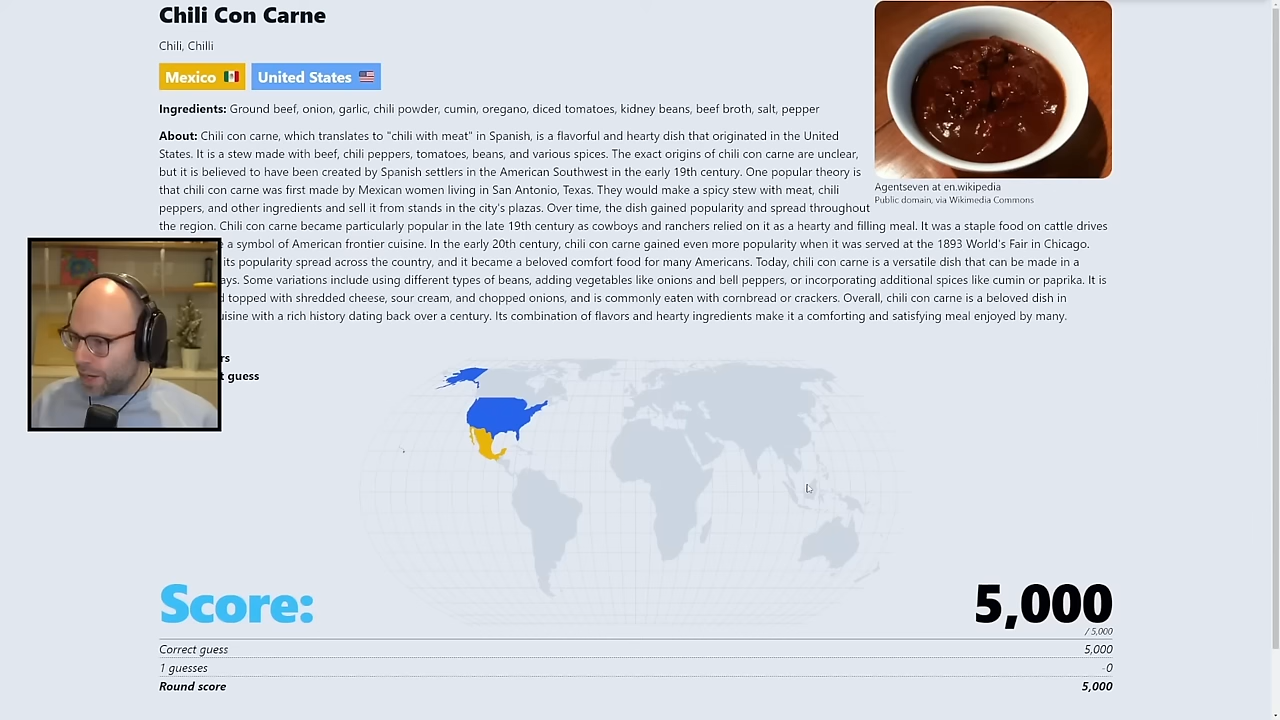 Chili Con Carne
Chili, Chilli
Mexico
United States
Ingredients: Ground beef, onion, garlic, chili powder, cumin, oregano, diced tomatoes, kidney beans, beef broth, salt, pepper
About: Chili con carne, which translates to "chili with meat" in Spanish, is a flavorful and hearty dish that originated in the United
States. It is a stew made with beef, chili peppers, tomatoes, beans, and various spices. The exact origins of chili con carne are unclear,
but it is believed to have been created by Spanish settlers in the American Southwest in the early 19th century. One popular theory is
that chili con carne was first made by Mexican women living in San Antonio, Texas. They would make a spicy stew with meat, chili
peppers, and other ingredients and sell it from stands in the city's plazas. Over time, the dish gained popularity and spread throughout
the region. Chili con carne became particularly popular in the late 19th century as cowboys and ranchers relied on it as a hearty and filling meal. It was a staple food on cattle drives
a symbol of American frontier cuisine. In the early 20th century, chili con carne gained even more popularity when it was served at the 1893 World's Fair in Chicago.
its popularity spread across the country, and it became a beloved comfort food for many Americans. Today, chili con carne is a versatile dish that can be made in a
ays. Some variations include using different types of beans, adding vegetables like onions and bell peppers, or incorporating additional spices like cumin or paprika. It is
topped with shredded cheese, sour cream, and chopped onions, and is commonly eaten with cornbread or crackers. Overall, chili con carne is a beloved dish in
uisine with a rich history dating back over a century. Its combination of flavors and hearty ingredients make it a comforting and satisfying meal enjoyed by many.
Agentseven at en.wikipedia
Public domain, via Wikimedia Commons
rs
t guess
Score:
5,000
/ 5,000
Correct guess 5,000
1 guesses -0
Round score 5,000